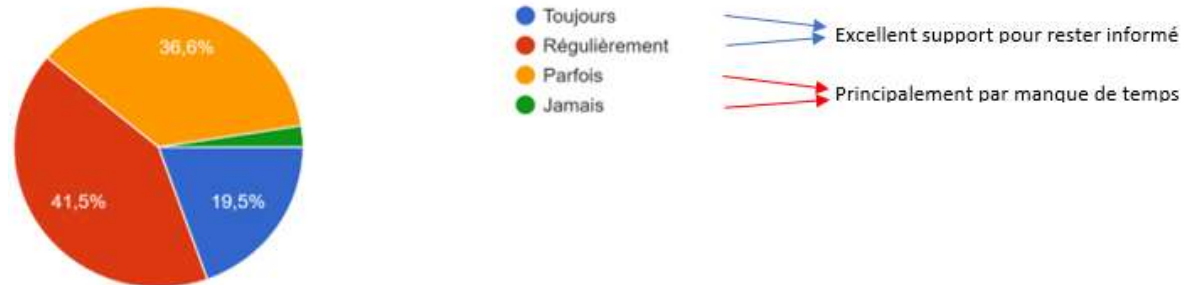 36,6%
41,5%
19,5%
Toujours
Régulièrement
Parfois
Jamais
Excellent support pour rester informé
Principalement par manque de temps